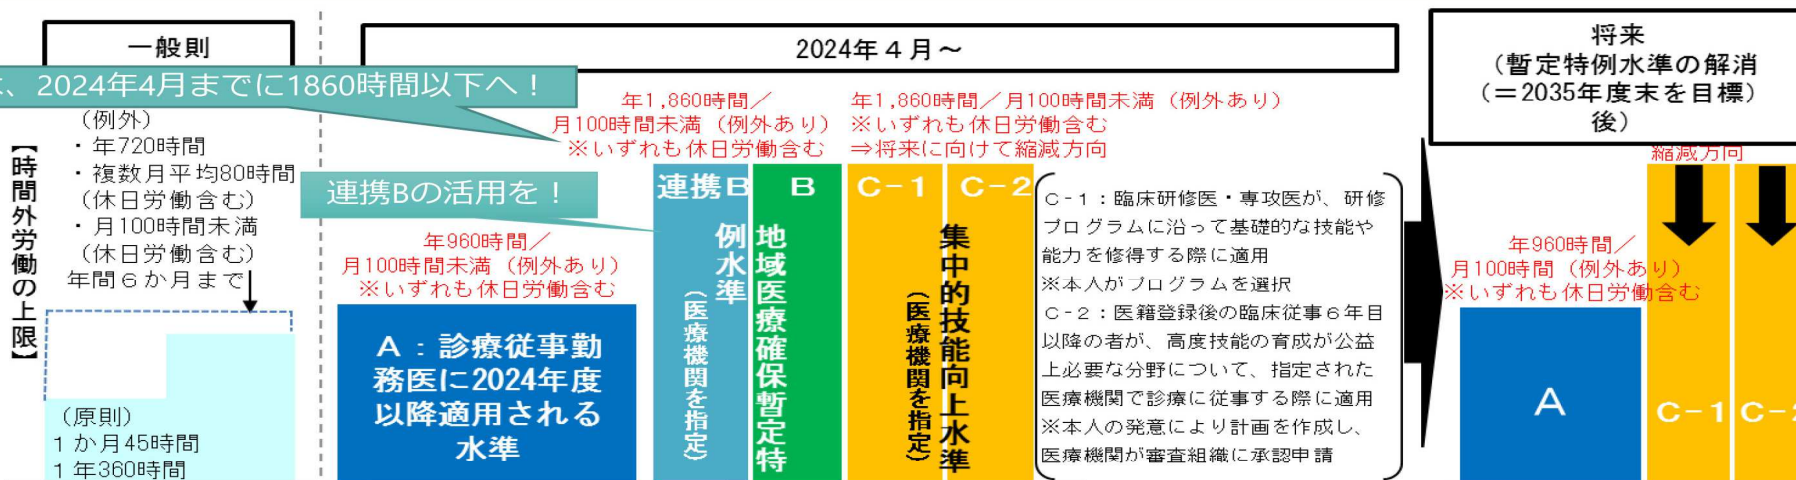 一般則
は、2024年4月までに1860時間以下へ!
(例外)
・年720時間
・複数月平均80時間
(休日労働含む)
・月100時間未満
(休日労働含む)
年間6か月まで
【時間外労働の上限】
(原則)
1か月45時間
1年360時間
2024年4月~
年1,860時間/
月100時間未満(例外あり)
※いずれも休日労働含む
年1,860時間/月100時間未満(例外あり)
※いずれも休日労働含む
⇒将来に向けて縮減方向
連携Bの活用を!
年960時間/
月100時間未満(例外あり)
※いずれも休日労働含む
A:診療従事勤
務医に2024年度
以降適用される
水準
連携B
B
地域医療確保暫定特
例水準
(医療機関を指定)
C-1
C-2
集中的技能向上水準
(医療機関を指定)
C-1:臨床研修医・専攻医が、研修
プログラムに沿って基礎的な技能や
能力を修得する際に適用
※本人がプログラムを選択
C-2:医籍登録後の臨床従事6年目
以降の者が、高度技能の育成が公益
上必要な分野について、指定された
医療機関で診療に従事する際に適用
※本人の発意により計画を作成し、
医療機関が審査組織に承認申請
将来
(暫定特例水準の解消
(=2035年度末を目標)
後)
縮減方向
年960時間/
月100時間(例外あり)
※いずれも休日労働含む
A
C-1
C-2